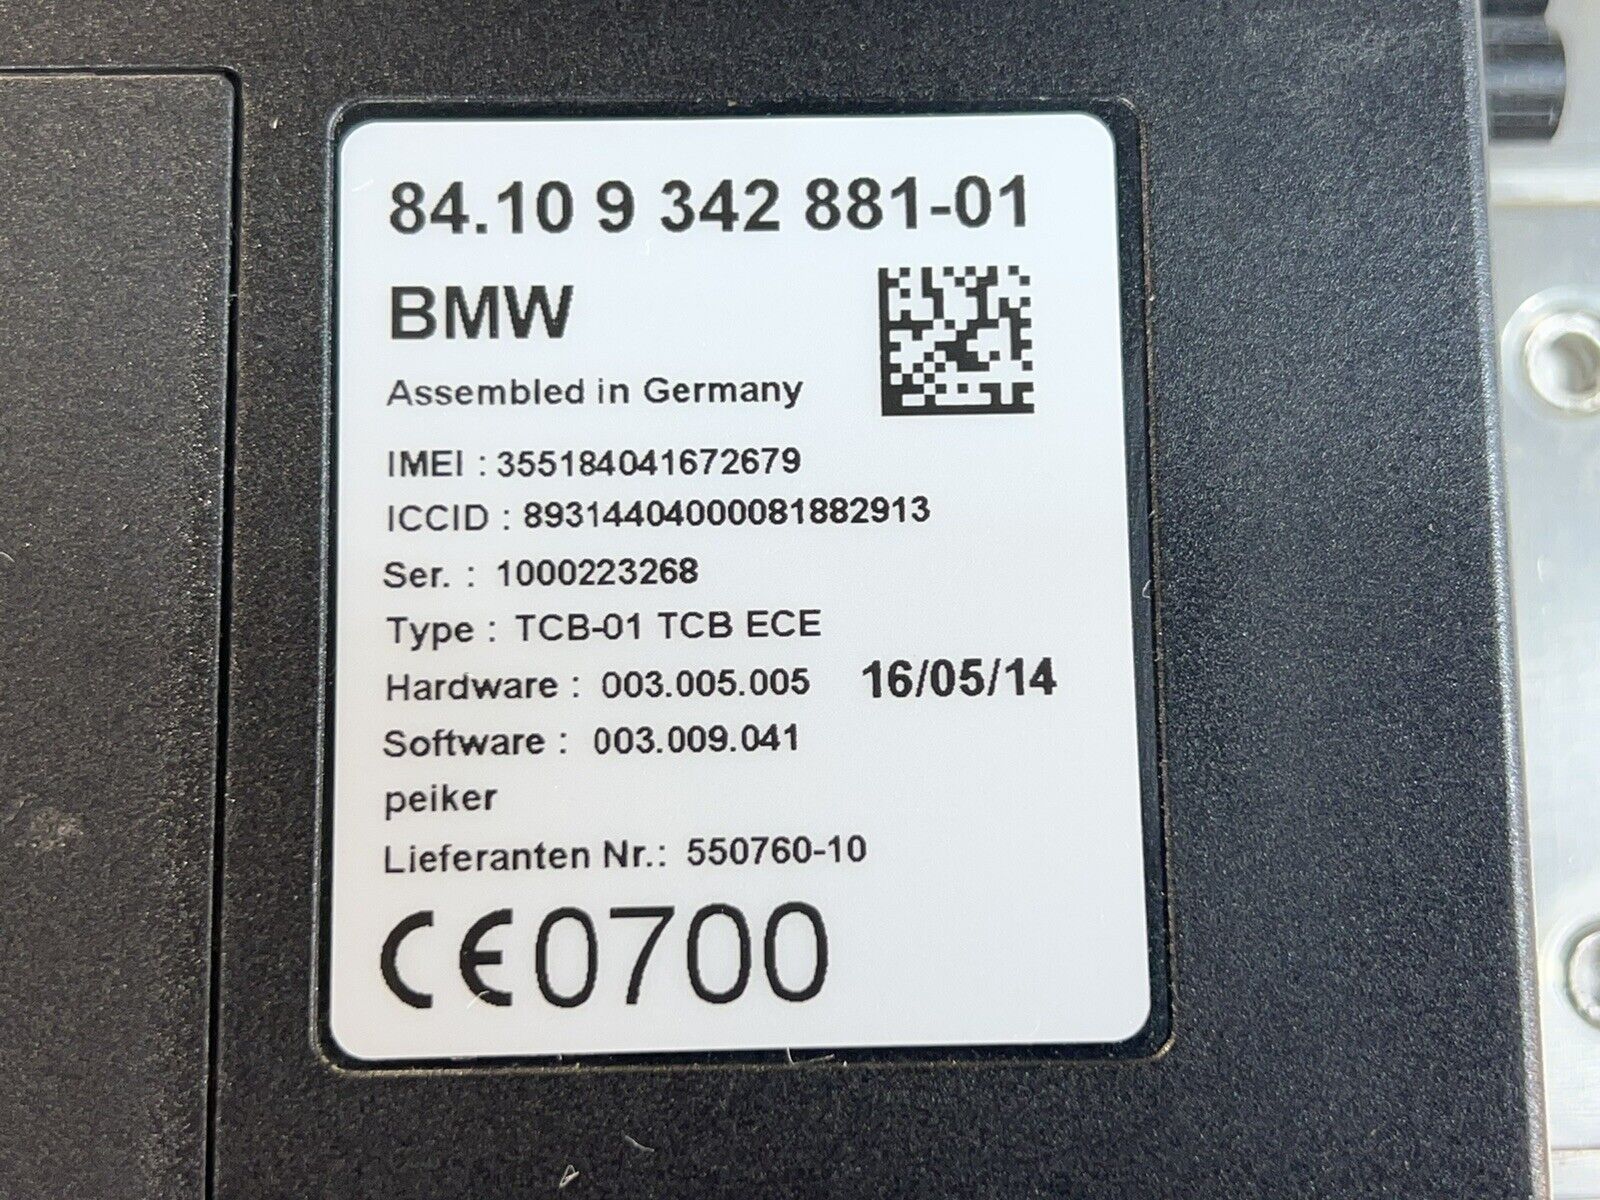 84.10 9 342 881-01
BMW
Assembled in Germany
IMEI : 355184041672679
ICCID : 89314404000081882913
Ser. : 1000223268
Type : TCB-01 TCB ECE
Hardware : 003.005.005 16/05/14
Software : 003.009.041
peiker
Lieferanten Nr.: 550760-10
CE0700